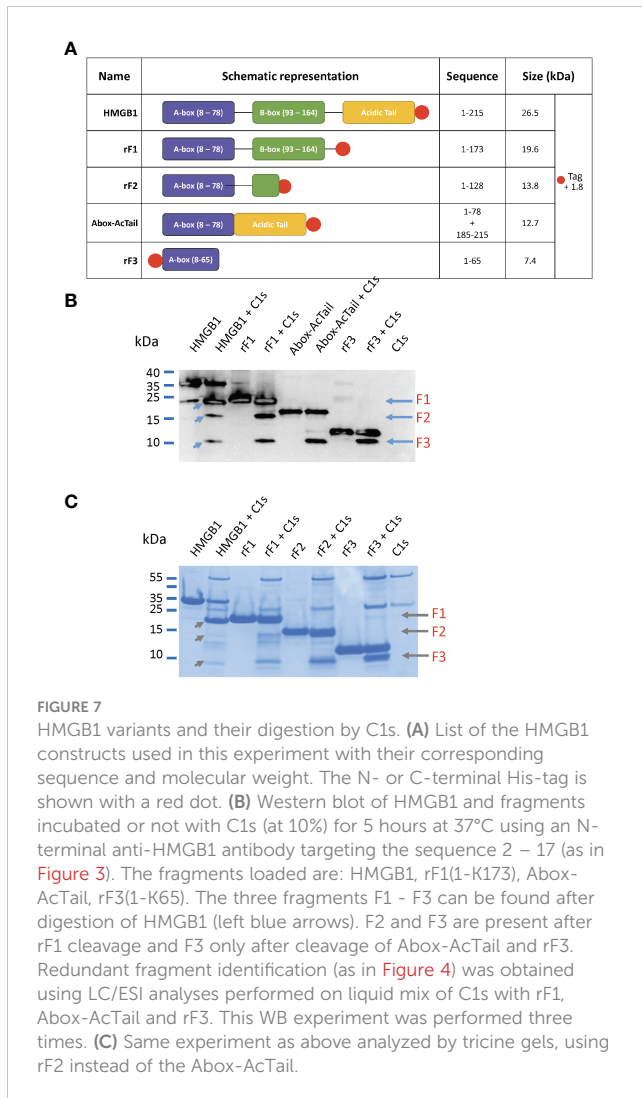 A
Name Schematic representation Sequence Size (kDa)
HMGB1 A-box (8 – 78) B-box (93 – 164) Acidic Tail 1-215 26.5
rF1 A-box (8 – 78) B-box (93 – 164) 1-173 19.6
rF2 A-box (8 – 78) 1-128 13.8
Abox-AcTail A-box (8 – 78) Acidic Tail 1-78 + 185-215 12.7
rF3 A-box (8-65) 1-65 7.4
Tag + 1.8
B
kDa HMGB1 HMGB1 + C1s rF1 rF1 + C1s Abox-AcTail Abox-AcTail + C1s rF3 rF3 + C1s C1s
40
35
25 F1
15 F2
10 F3
C
kDa HMGB1 HMGB1 + C1s rF1 rF1 + C1s rF2 rF2 + C1s rF3 rF3 + C1s C1s
55
35
25 F1
15 F2
10 F3
FIGURE 7
HMGB1 variants and their digestion by C1s. (A) List of the HMGB1
constructs used in this experiment with their corresponding
sequence and molecular weight. The N- or C-terminal His-tag is
shown with a red dot. (B) Western blot of HMGB1 and fragments
incubated or not with C1s (at 10%) for 5 hours at 37°C using an N-
terminal anti-HMGB1 antibody targeting the sequence 2 – 17 (as in
Figure 3). The fragments loaded are: HMGB1, rF1(1-K173), Abox-
AcTail, rF3(1-K65). The three fragments F1 - F3 can be found after
digestion of HMGB1 (left blue arrows). F2 and F3 are present after
rF1 cleavage and F3 only after cleavage of Abox-AcTail and rF3.
Redundant fragment identification (as in Figure 4) was obtained
using LC/ESI analyses performed on liquid mix of C1s with rF1,
Abox-AcTail and rF3. This WB experiment was performed three
times. (C) Same experiment as above analyzed by tricine gels, using
rF2 instead of the Abox-AcTail.